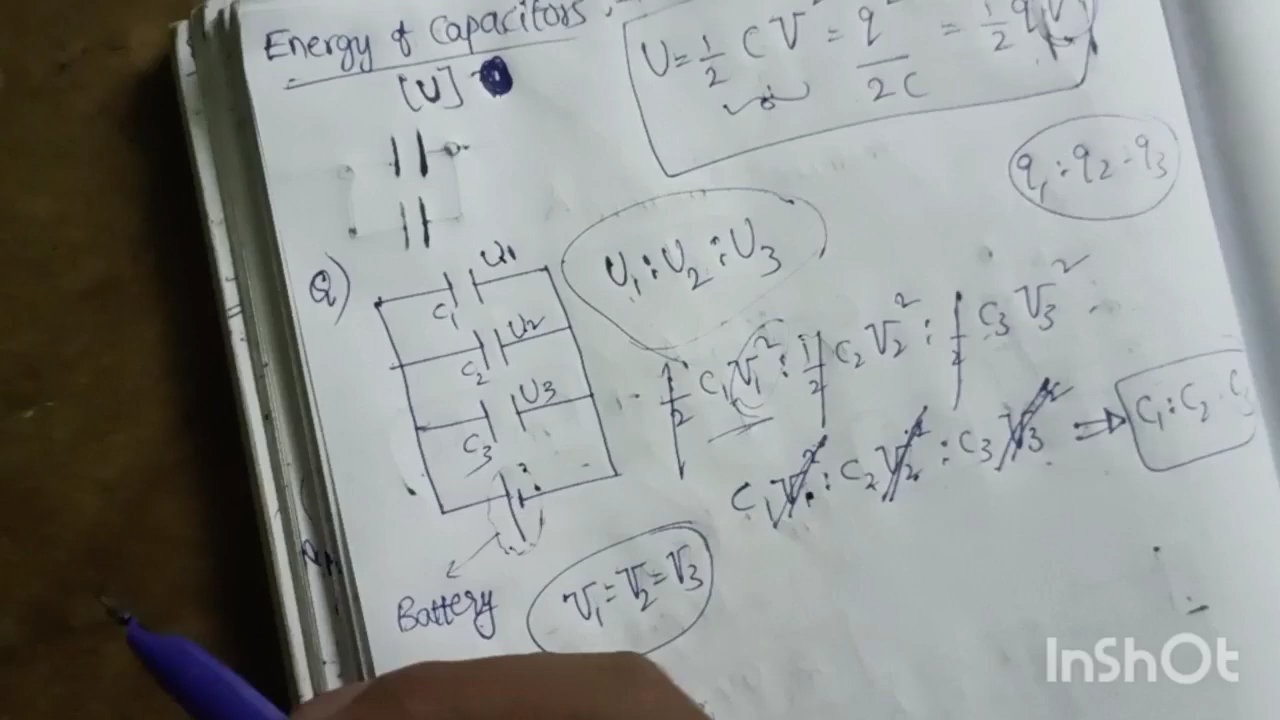 Energy of Capacitors
[U]
U = 1/2 C V² = q²/2C = 1/2 qV
q₁ : q₂ : q₃
Q)
U₁ : U₂ : U₃
C₁ U₁
C₂ U₂
C₃ U₃
1/2 C₁V₁² : 1/2 C₂V₂² : 1/2 C₃V₃²
C₁V₁² : C₂V₂² : C₃V₃² ⇒ C₁ : C₂ : C₃
Battery
V₁ = V₂ = V₃
InShOt